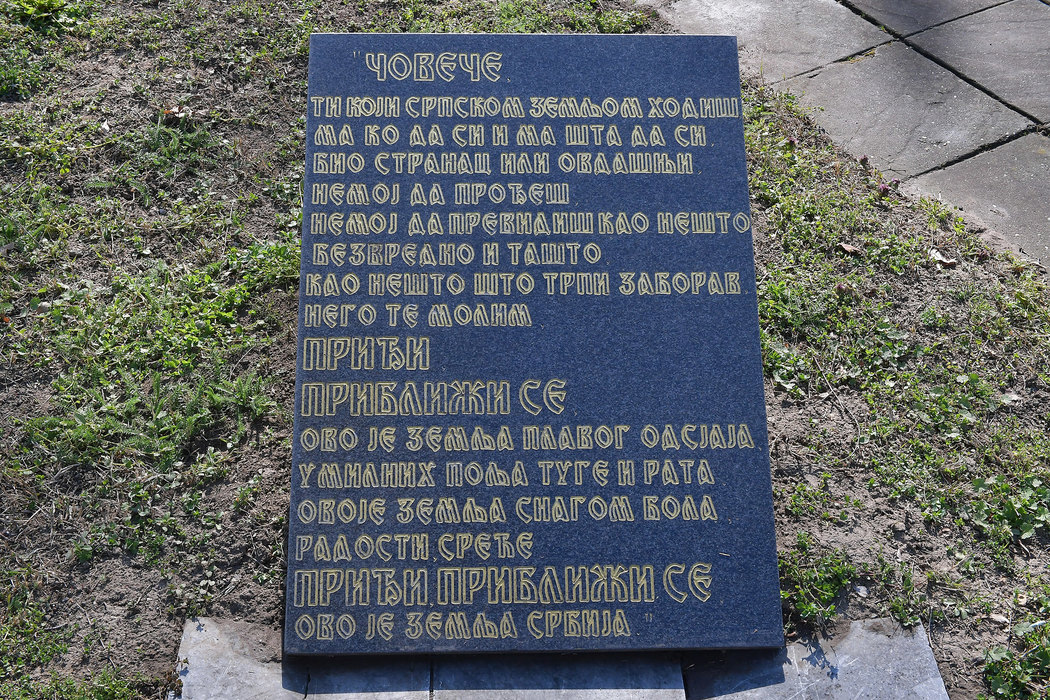 "ЧОВЕЧЕ
ТИ КОЈИ СРПСКОМ ЗЕМЉОМ ХОДИШ
МА КО ДА СИ И МА ШТА ДА СИ,
БИО СТРАНАЦ ИЛИ ОВДАШЊИ,
НЕМОЈ ДА ПРОЂЕШ
НЕМОЈ ДА ПРЕВИДИШ КАО НЕШТО
БЕЗВРЕДНО И ТАШТО,
КАО НЕШТО ШТО ТРПИ ЗАБОРАВ
НЕГО ТЕ МОЛИМ
ПРИЂИ
ПРИБЛИЖИ СЕ
ОВО ЈЕ ЗЕМЉА ПЛАВОГ ОДСЈАЈА
УМИЛНИХ ПОЉА ТУГЕ И РАТА
ОВО ЈЕ ЗЕМЉА СНАГОМ БОЛА
РАДОСТИ, СРЕЋЕ
ПРИЂИ, ПРИБЛИЖИ СЕ
ОВО ЈЕ ЗЕМЉА СРБИЈА."